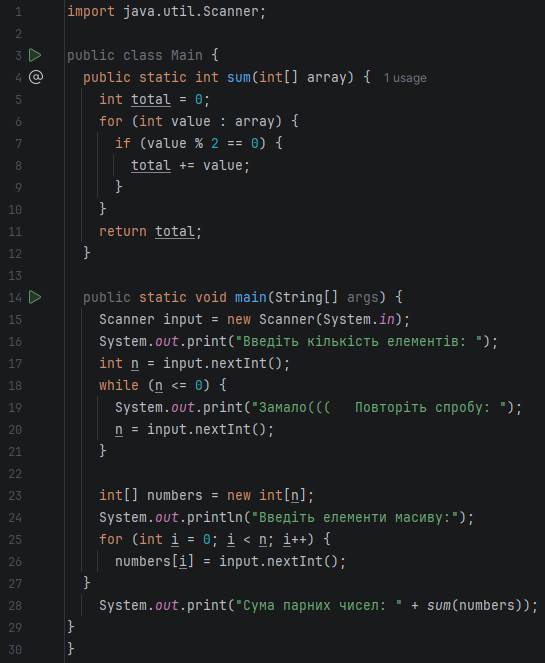 1 import java.util.Scanner;
2
3 public class Main {
4 @ public static int sum(int[] array) { 1 usage
5 int total = 0;
6 for (int value : array) {
7 if (value % 2 == 0) {
8 total += value;
9 }
10 }
11 return total;
12 }
13
14 public static void main(String[] args) {
15 Scanner input = new Scanner(System.in);
16 System.out.print("Введіть кількість елементів: ");
17 int n = input.nextInt();
18 while (n <= 0) {
19 System.out.print("Замало(((   Повторіть спробу: ");
20 n = input.nextInt();
21 }
22
23 int[] numbers = new int[n];
24 System.out.println("Введіть елементи масиву:");
25 for (int i = 0; i < n; i++) {
26 numbers[i] = input.nextInt();
27 }
28 System.out.print("Сума парних чисел: " + sum(numbers));
29 }
30 }